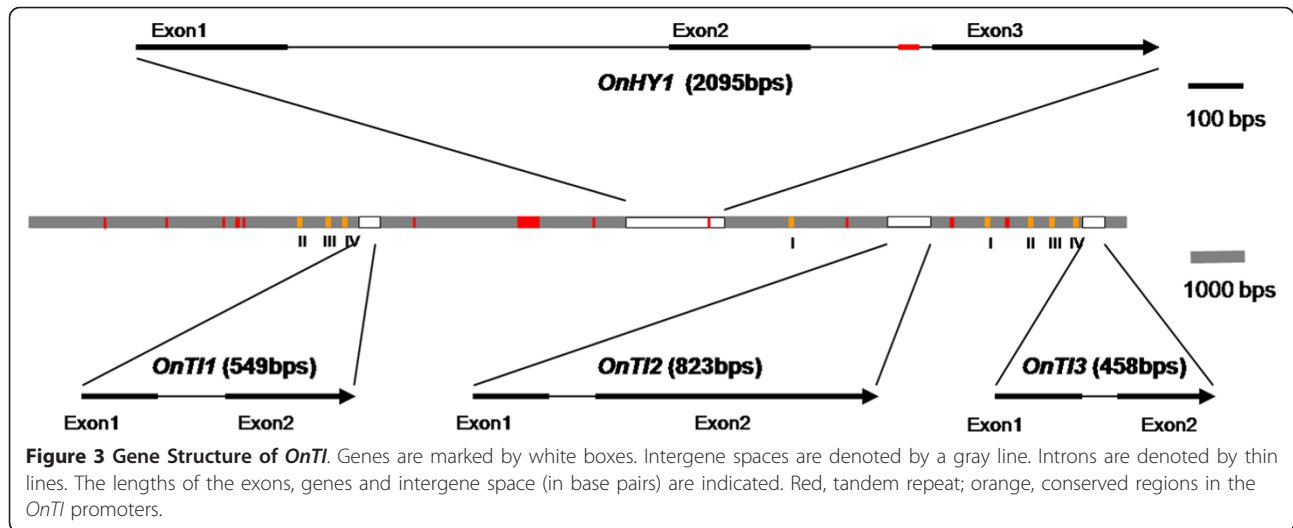 Exon1 Exon2 Exon3
OnHY1 (2095bps)
100 bps
II III IV I I II III IV
1000 bps
OnTI1 (549bps) OnTI2 (823bps) OnTI3 (458bps)
Exon1 Exon2 Exon1 Exon2 Exon1 Exon2
Figure 3 Gene Structure of OnTI. Genes are marked by white boxes. Intergene spaces are denoted by a gray line. Introns are denoted by thin
lines. The lengths of the exons, genes and intergene space (in base pairs) are indicated. Red, tandem repeat; orange, conserved regions in the
OnTI promoters.